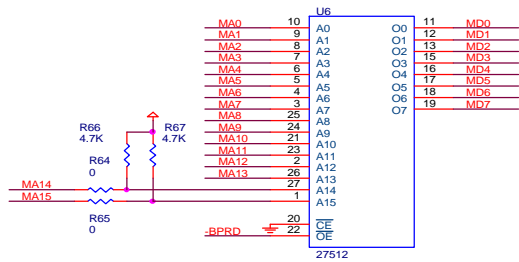 U6
MA0 10 A0 O0 11 MD0
MA1 9 A1 O1 12 MD1
MA2 8 A2 O2 13 MD2
MA3 7 A3 O3 15 MD3
MA4 6 A4 O4 16 MD4
MA5 5 A5 O5 17 MD5
MA6 4 A6 O6 18 MD6
MA7 3 A7 O7 19 MD7
MA8 25 A8
MA9 24 A9
MA10 21 A10
MA11 23 A11
MA12 2 A12
MA13 26 A13
R66 R67
4.7K 4.7K
R64
0
MA14 27 A14
MA15 1 A15
R65
0
20 CE
-BPRD 22 OE
27512